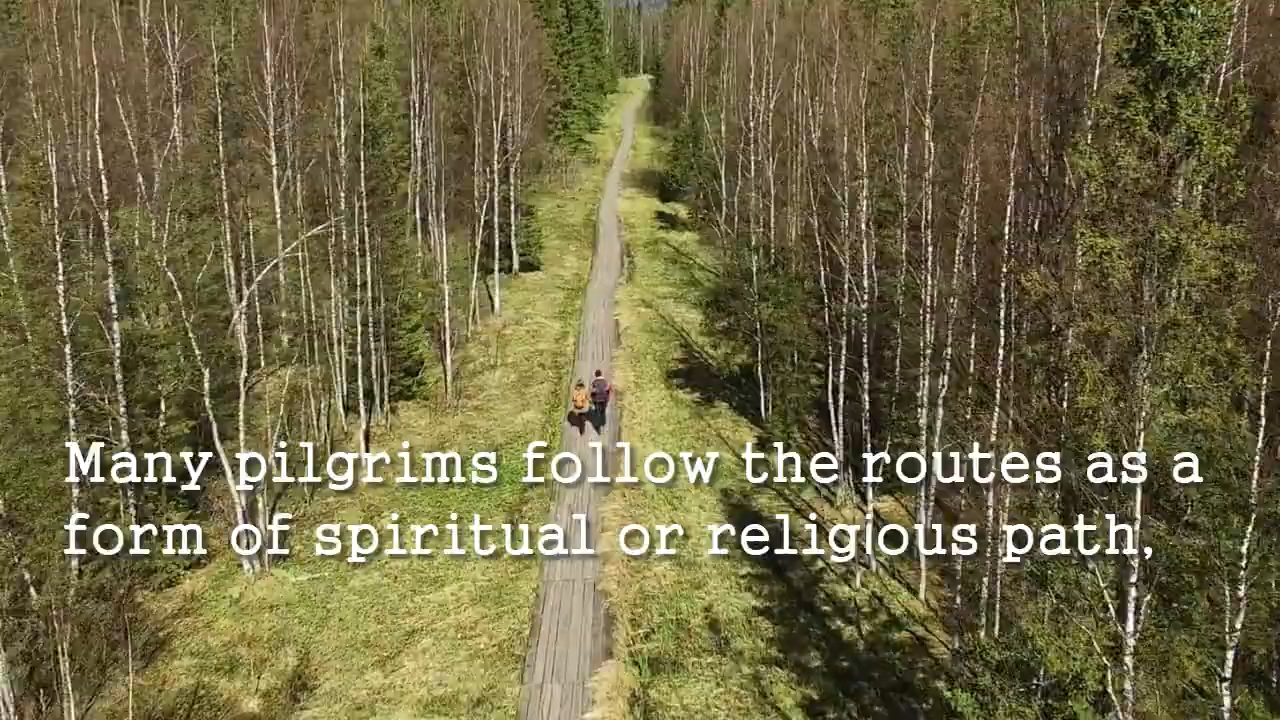 Many pilgrims follow the routes as a
form of spiritual or religious path,